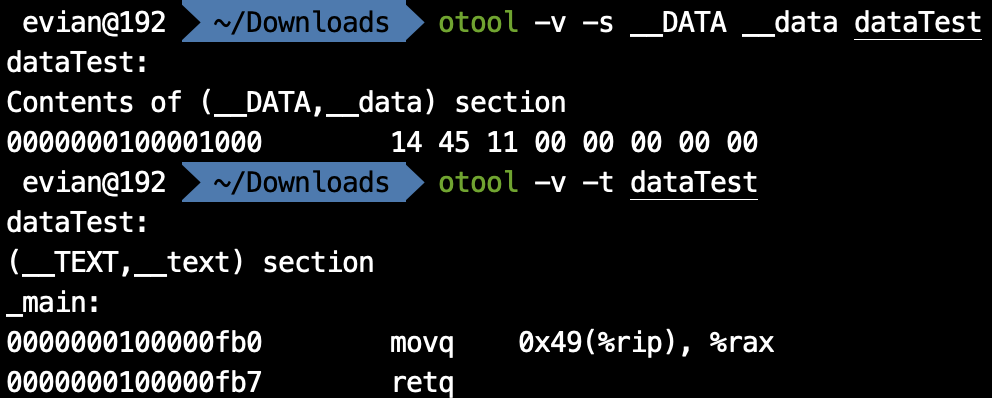 evian@192 ~/Downloads otool -v -s __DATA __data dataTest
dataTest:
Contents of (__DATA,__data) section
0000000100001000 14 45 11 00 00 00 00 00
evian@192 ~/Downloads otool -v -t dataTest
dataTest:
(__TEXT,__text) section
_main:
0000000100000fb0 movq 0x49(%rip), %rax
0000000100000fb7 retq